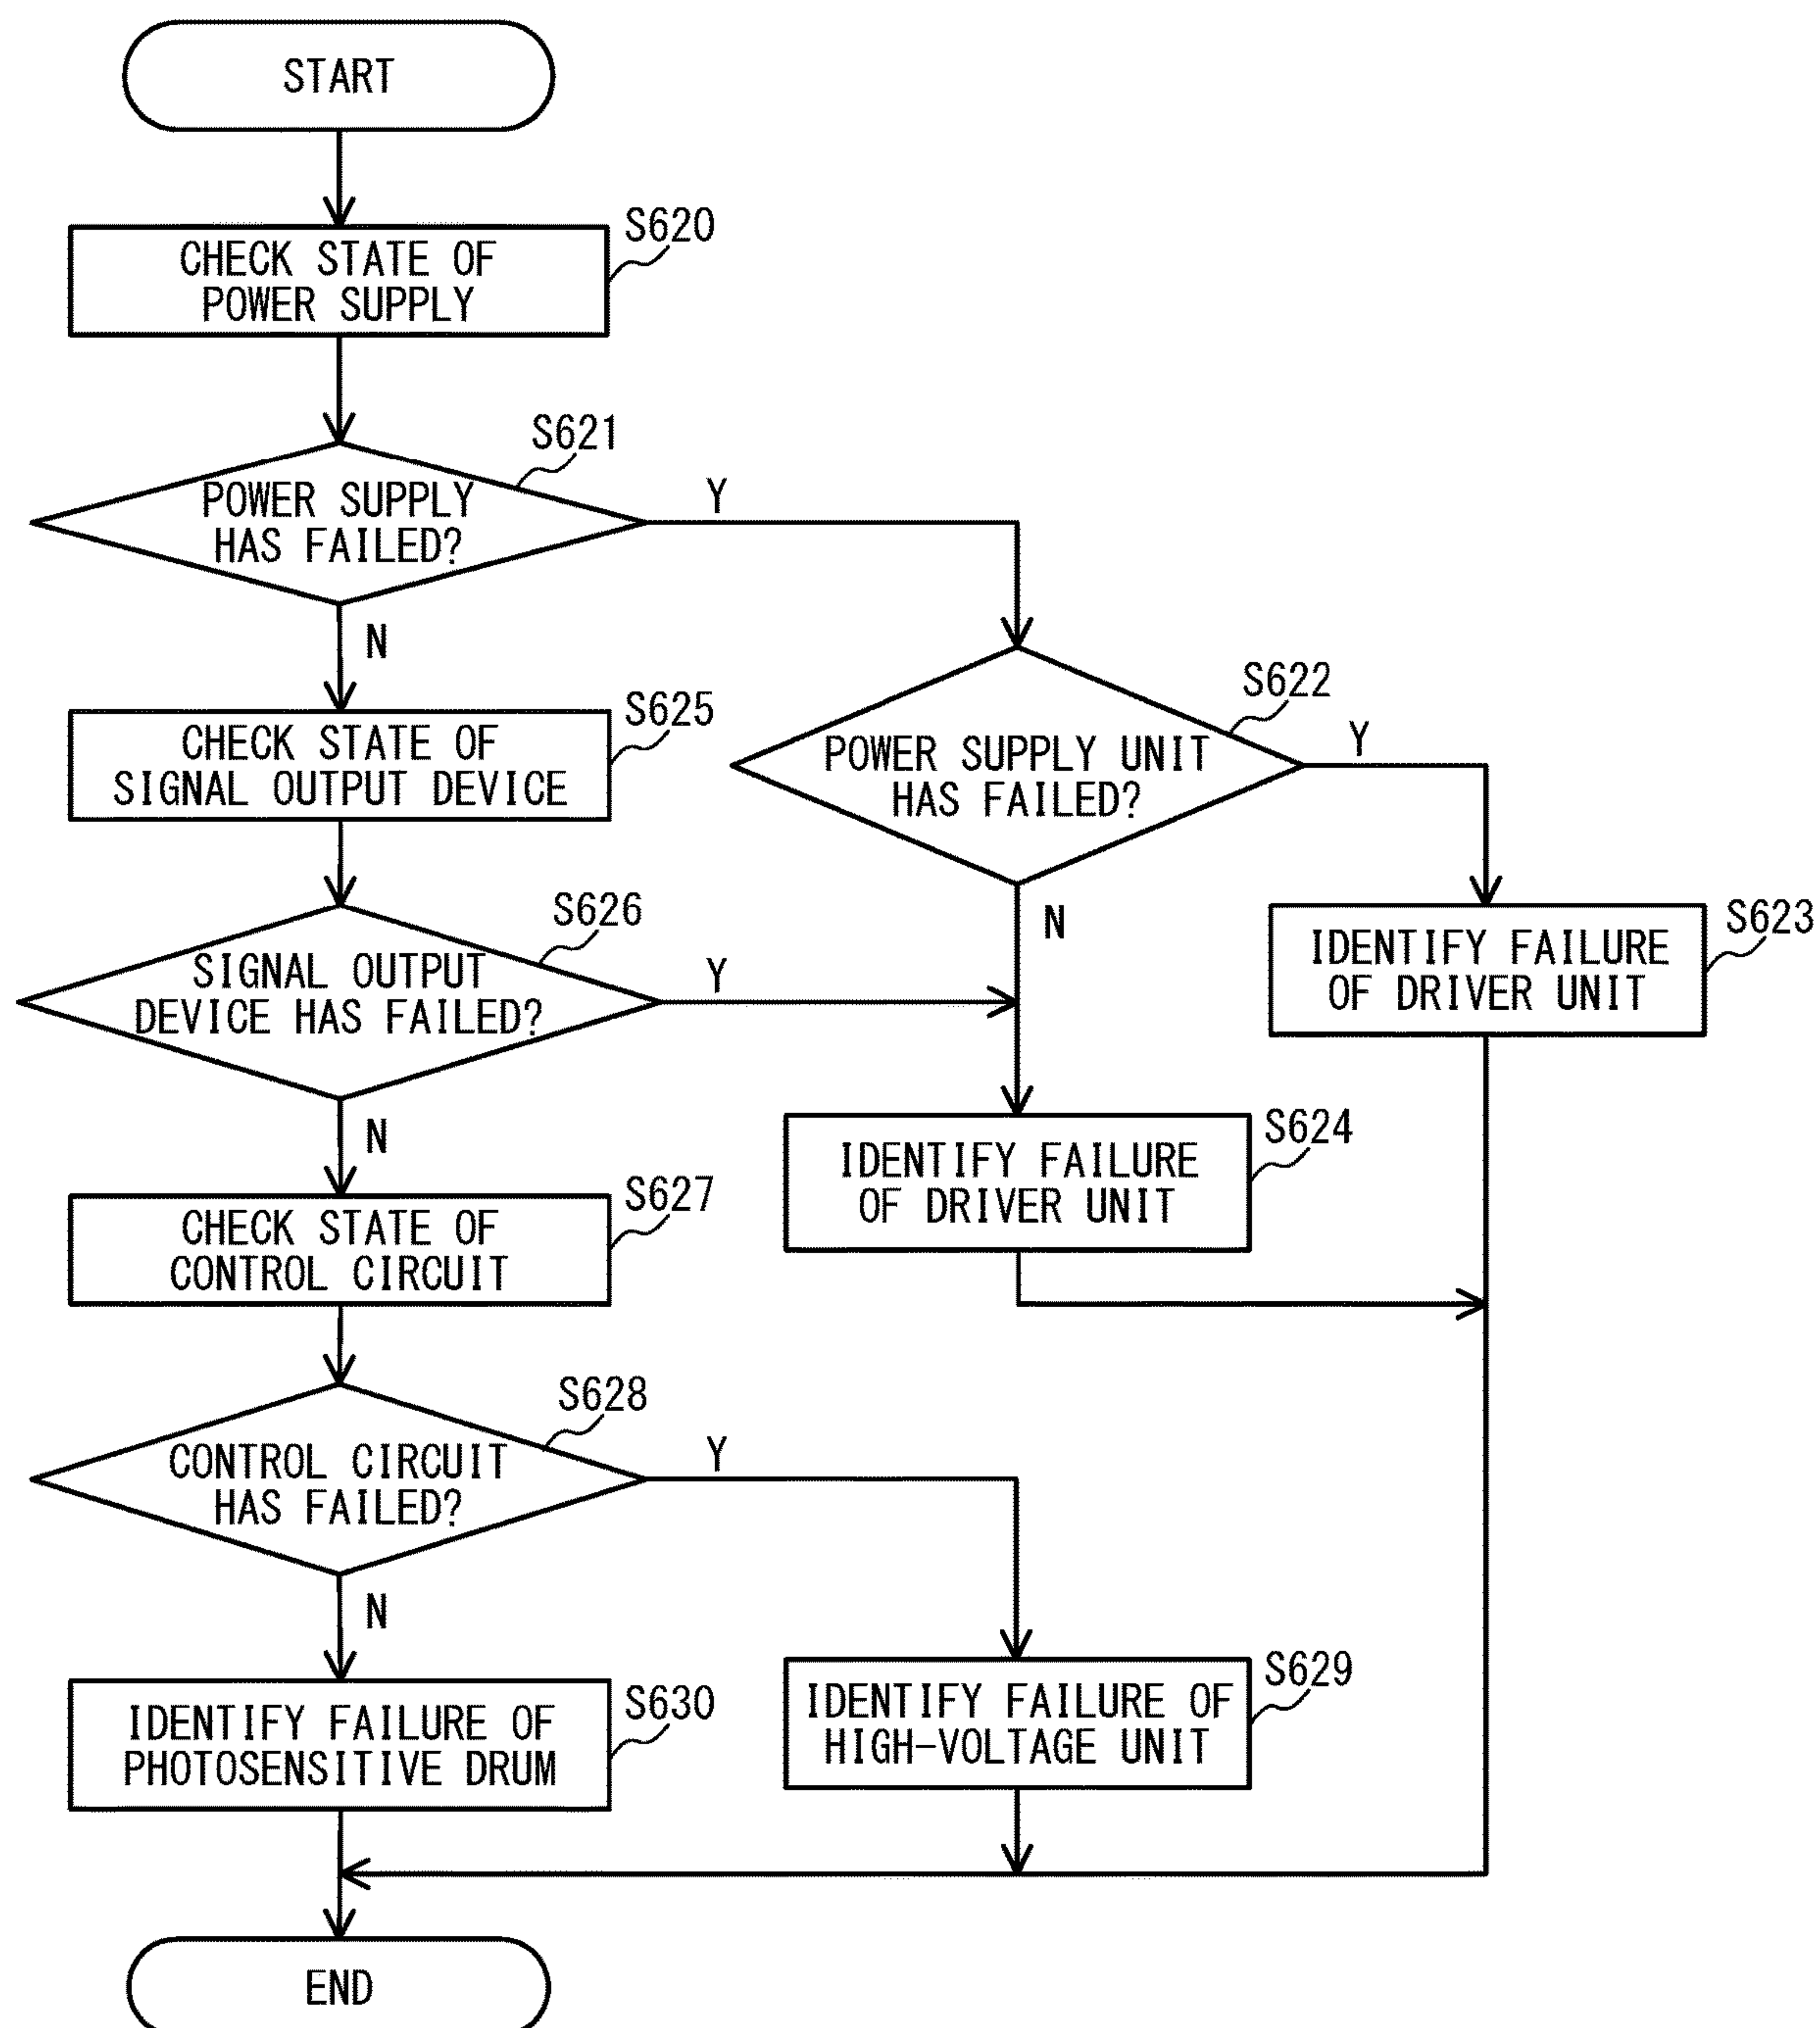 START
S620
CHECK STATE OF
POWER SUPPLY
S621
POWER SUPPLY
HAS FAILED?
Y
N
S622
POWER SUPPLY UNIT
HAS FAILED?
Y
N
S623
IDENTIFY FAILURE
OF DRIVER UNIT
S625
CHECK STATE OF
SIGNAL OUTPUT DEVICE
S626
SIGNAL OUTPUT
DEVICE HAS FAILED?
Y
N
S624
IDENTIFY FAILURE
OF DRIVER UNIT
S627
CHECK STATE OF
CONTROL CIRCUIT
S628
CONTROL CIRCUIT
HAS FAILED?
Y
N
S629
IDENTIFY FAILURE OF
HIGH-VOLTAGE UNIT
S630
IDENTIFY FAILURE OF
PHOTOSENSITIVE DRUM
END